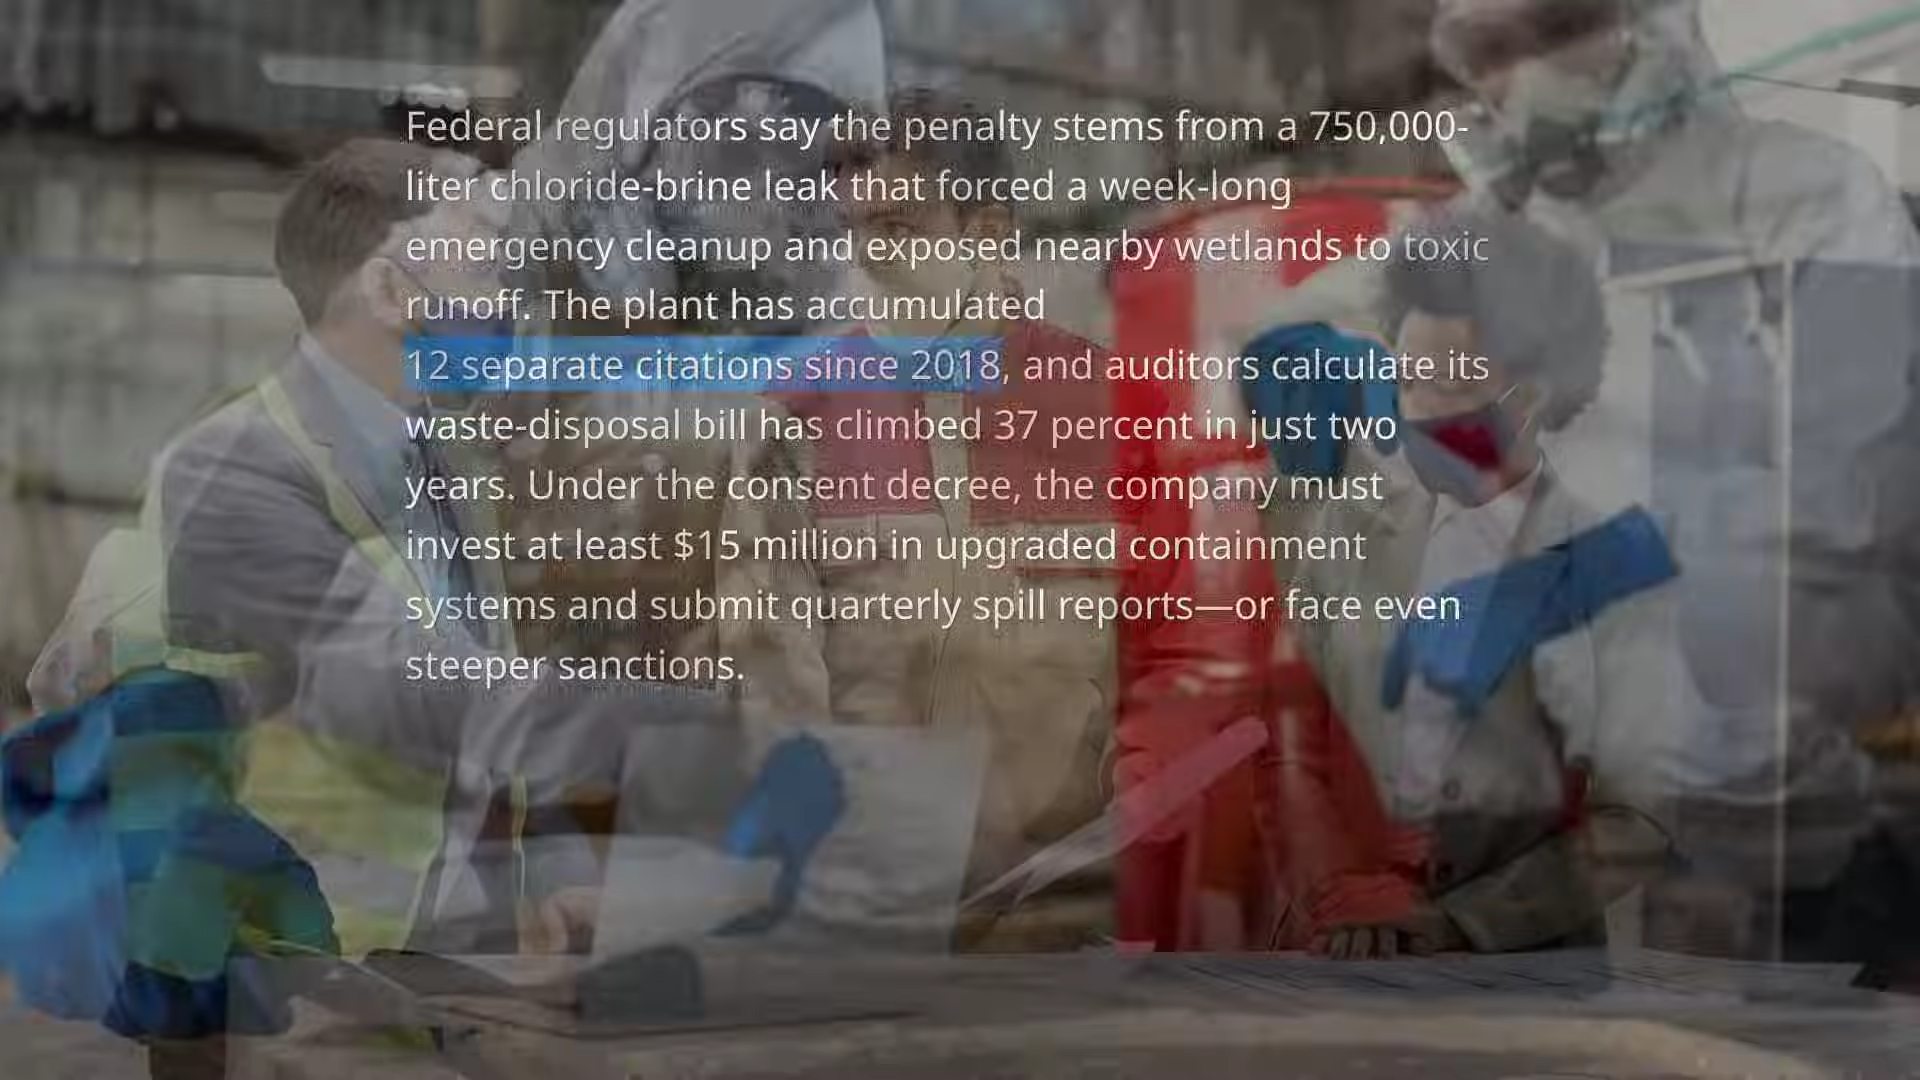 Federal regulators say the penalty stems from a 750,000-
liter chloride-brine leak that forced a week-long
emergency cleanup and exposed nearby wetlands to toxic
runoff. The plant has accumulated
12 separate citations since 2018, and auditors calculate its
waste-disposal bill has climbed 37 percent in just two
years. Under the consent decree, the company must
invest at least $15 million in upgraded containment
systems and submit quarterly spill reports—or face even
steeper sanctions.